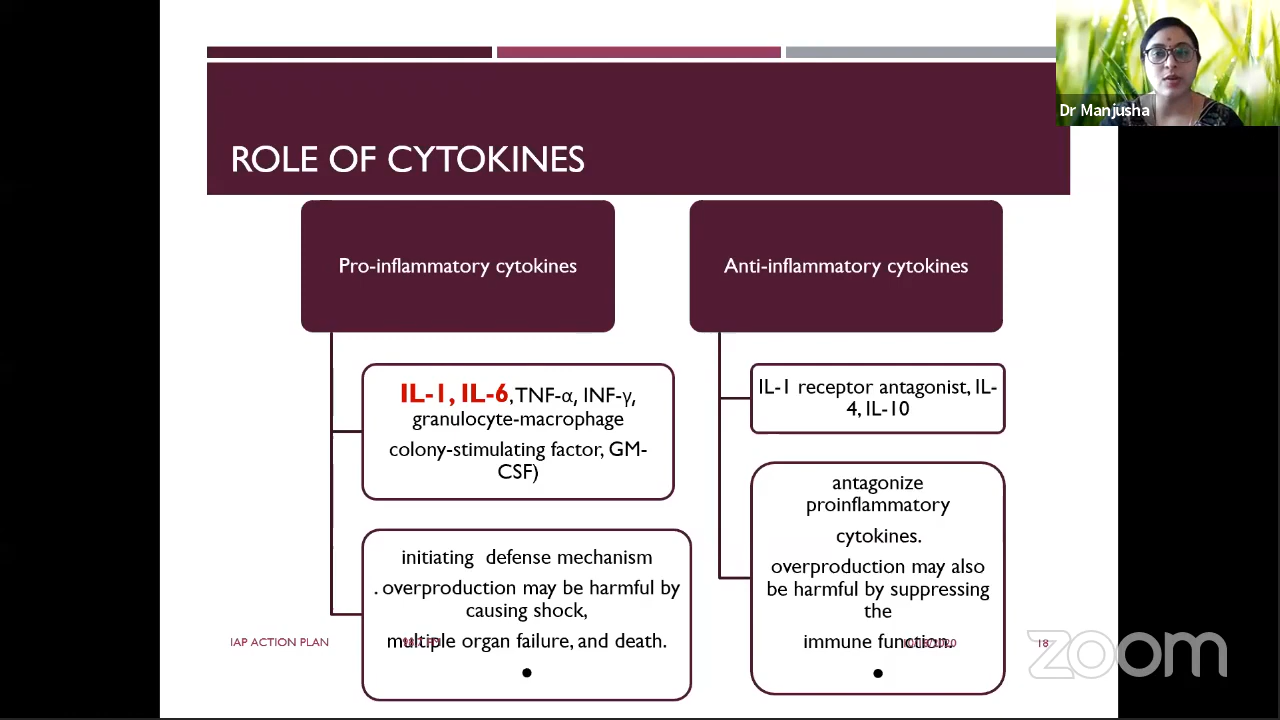 Dr Manjusha
ROLE OF CYTOKINES
Pro-inflammatory cytokines
IL-1, IL-6, TNF-α, INF-γ,
granulocyte-macrophage
colony-stimulating factor, GM-
CSF)
initiating defense mechanism
. overproduction may be harmful by
causing shock,
multiple organ failure, and death.
•
Anti-inflammatory cytokines
IL-1 receptor antagonist, IL-
4, IL-10
antagonize
proinflammatory
cytokines.
overproduction may also
be harmful by suppressing
the
immune function.
•
IAP ACTION PLAN
18
zoom